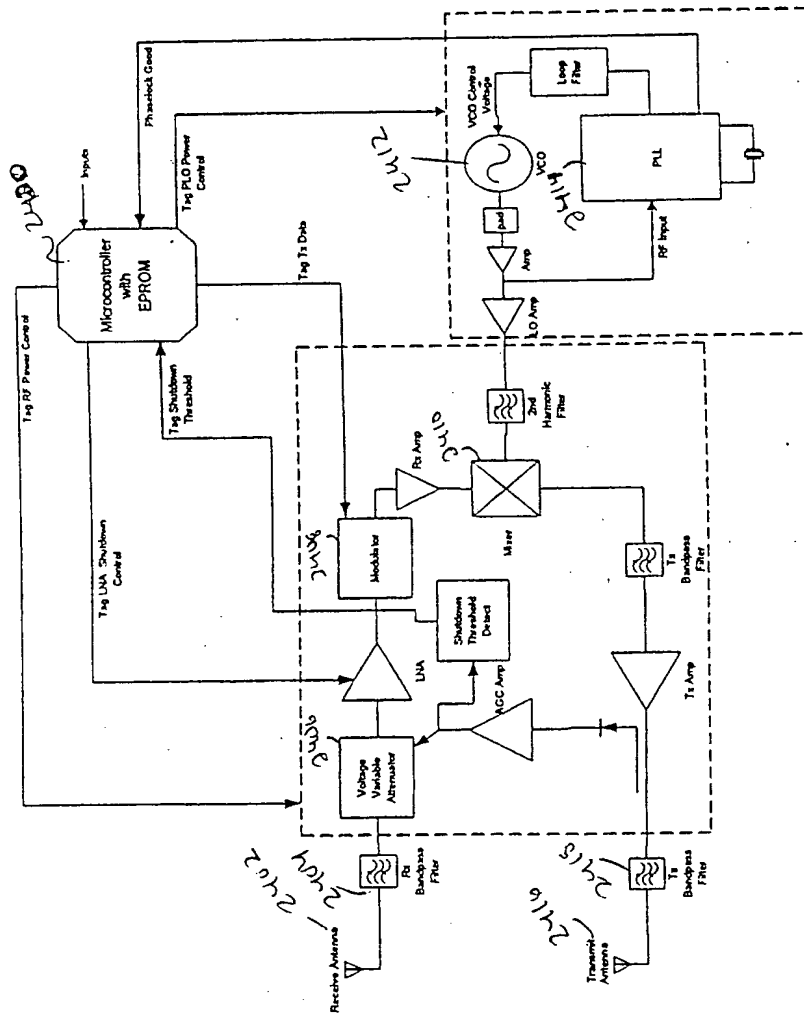 Tag RF Power Control
2400
Microcontroller
with
EPROM
Inputs
Phaselock Good
Tag PLO Power
Control
Tag LNA Shutdown
Control
Tag Shutdown
Threshold
Tag Tx Data
2402
Receive Antenna
2404
Rx
Bandpass
Filter
2406
Voltage
Variable
Attenuator
LNA
2408
Modulator
Rx Amp
2410
Mixer
2nd
Harmonic
Filter
LO Amp
Amp
pad
2412
VCO
VCO Control
Voltage
Loop
Filter
2414
PLL
RF Input
Shutdown
Threshold
Detect
AGC Amp
Tx
Bandpass
Filter
Tx Amp
2418
Tx
Bandpass
Filter
2416
Transmit
Antenna